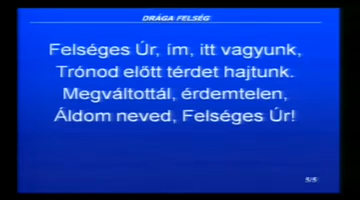 DRÁGA FELSÉG
Felséges Úr, ím, itt vagyunk,
Trónod előtt térdet hajtunk.
Megváltottál, érdemtelen,
Áldom neved, Felséges Úr!
5/5